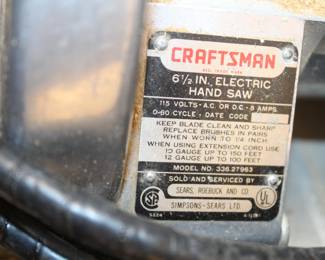 CRAFTSMAN
6½ IN. ELECTRIC
HAND SAW
115 VOLTS - A.C. OR D.C. - 8 AMPS.
0-60 CYCLE - DATE CODE
KEEP BLADE CLEAN AND SHARP
REPLACE BRUSHES IN PAIRS
WHEN WORN TO 1/4 INCH
WHEN USING EXTENSION CORD USE
10 GAUGE UP TO 150 FEET
12 GAUGE UP TO 100 FEET
MODEL NO. 336.27963
SOLD AND SERVICED BY
SEARS, ROEBUCK AND CO.
SIMPSONS-SEARS LTD.
UL